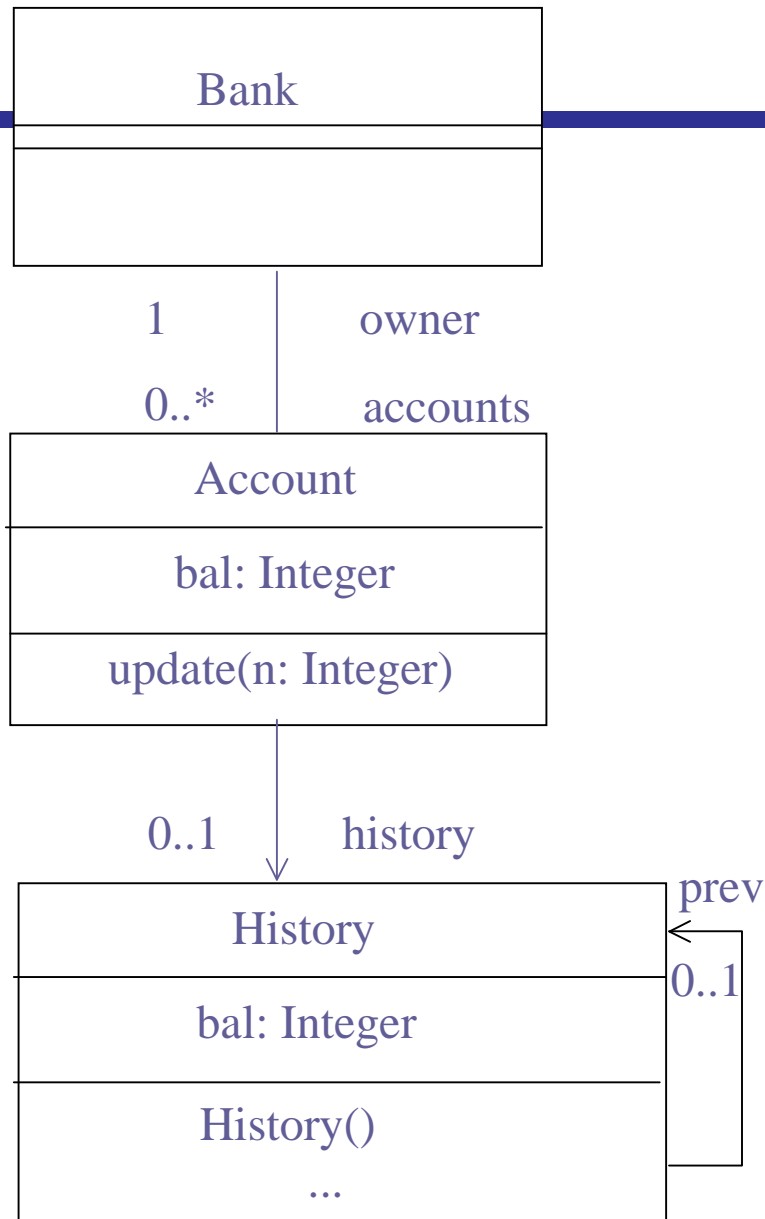 Bank
1 owner
0..* accounts
Account
bal: Integer
update(n: Integer)
0..1 history
prev
History
0..1
bal: Integer
History()
...